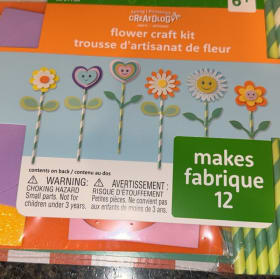 CREATOLOGY
6+
flower craft kit
trousse d'artisanat de fleur
contents on back / contenu au dos
WARNING:
CHOKING HAZARD
Small parts. Not for
children under 3 years.
AVERTISSEMENT :
RISQUE D'ÉTOUFFEMENT
Petites pièces. Ne convient pas
aux enfants de moins de 3 ans.
makes
fabrique
12